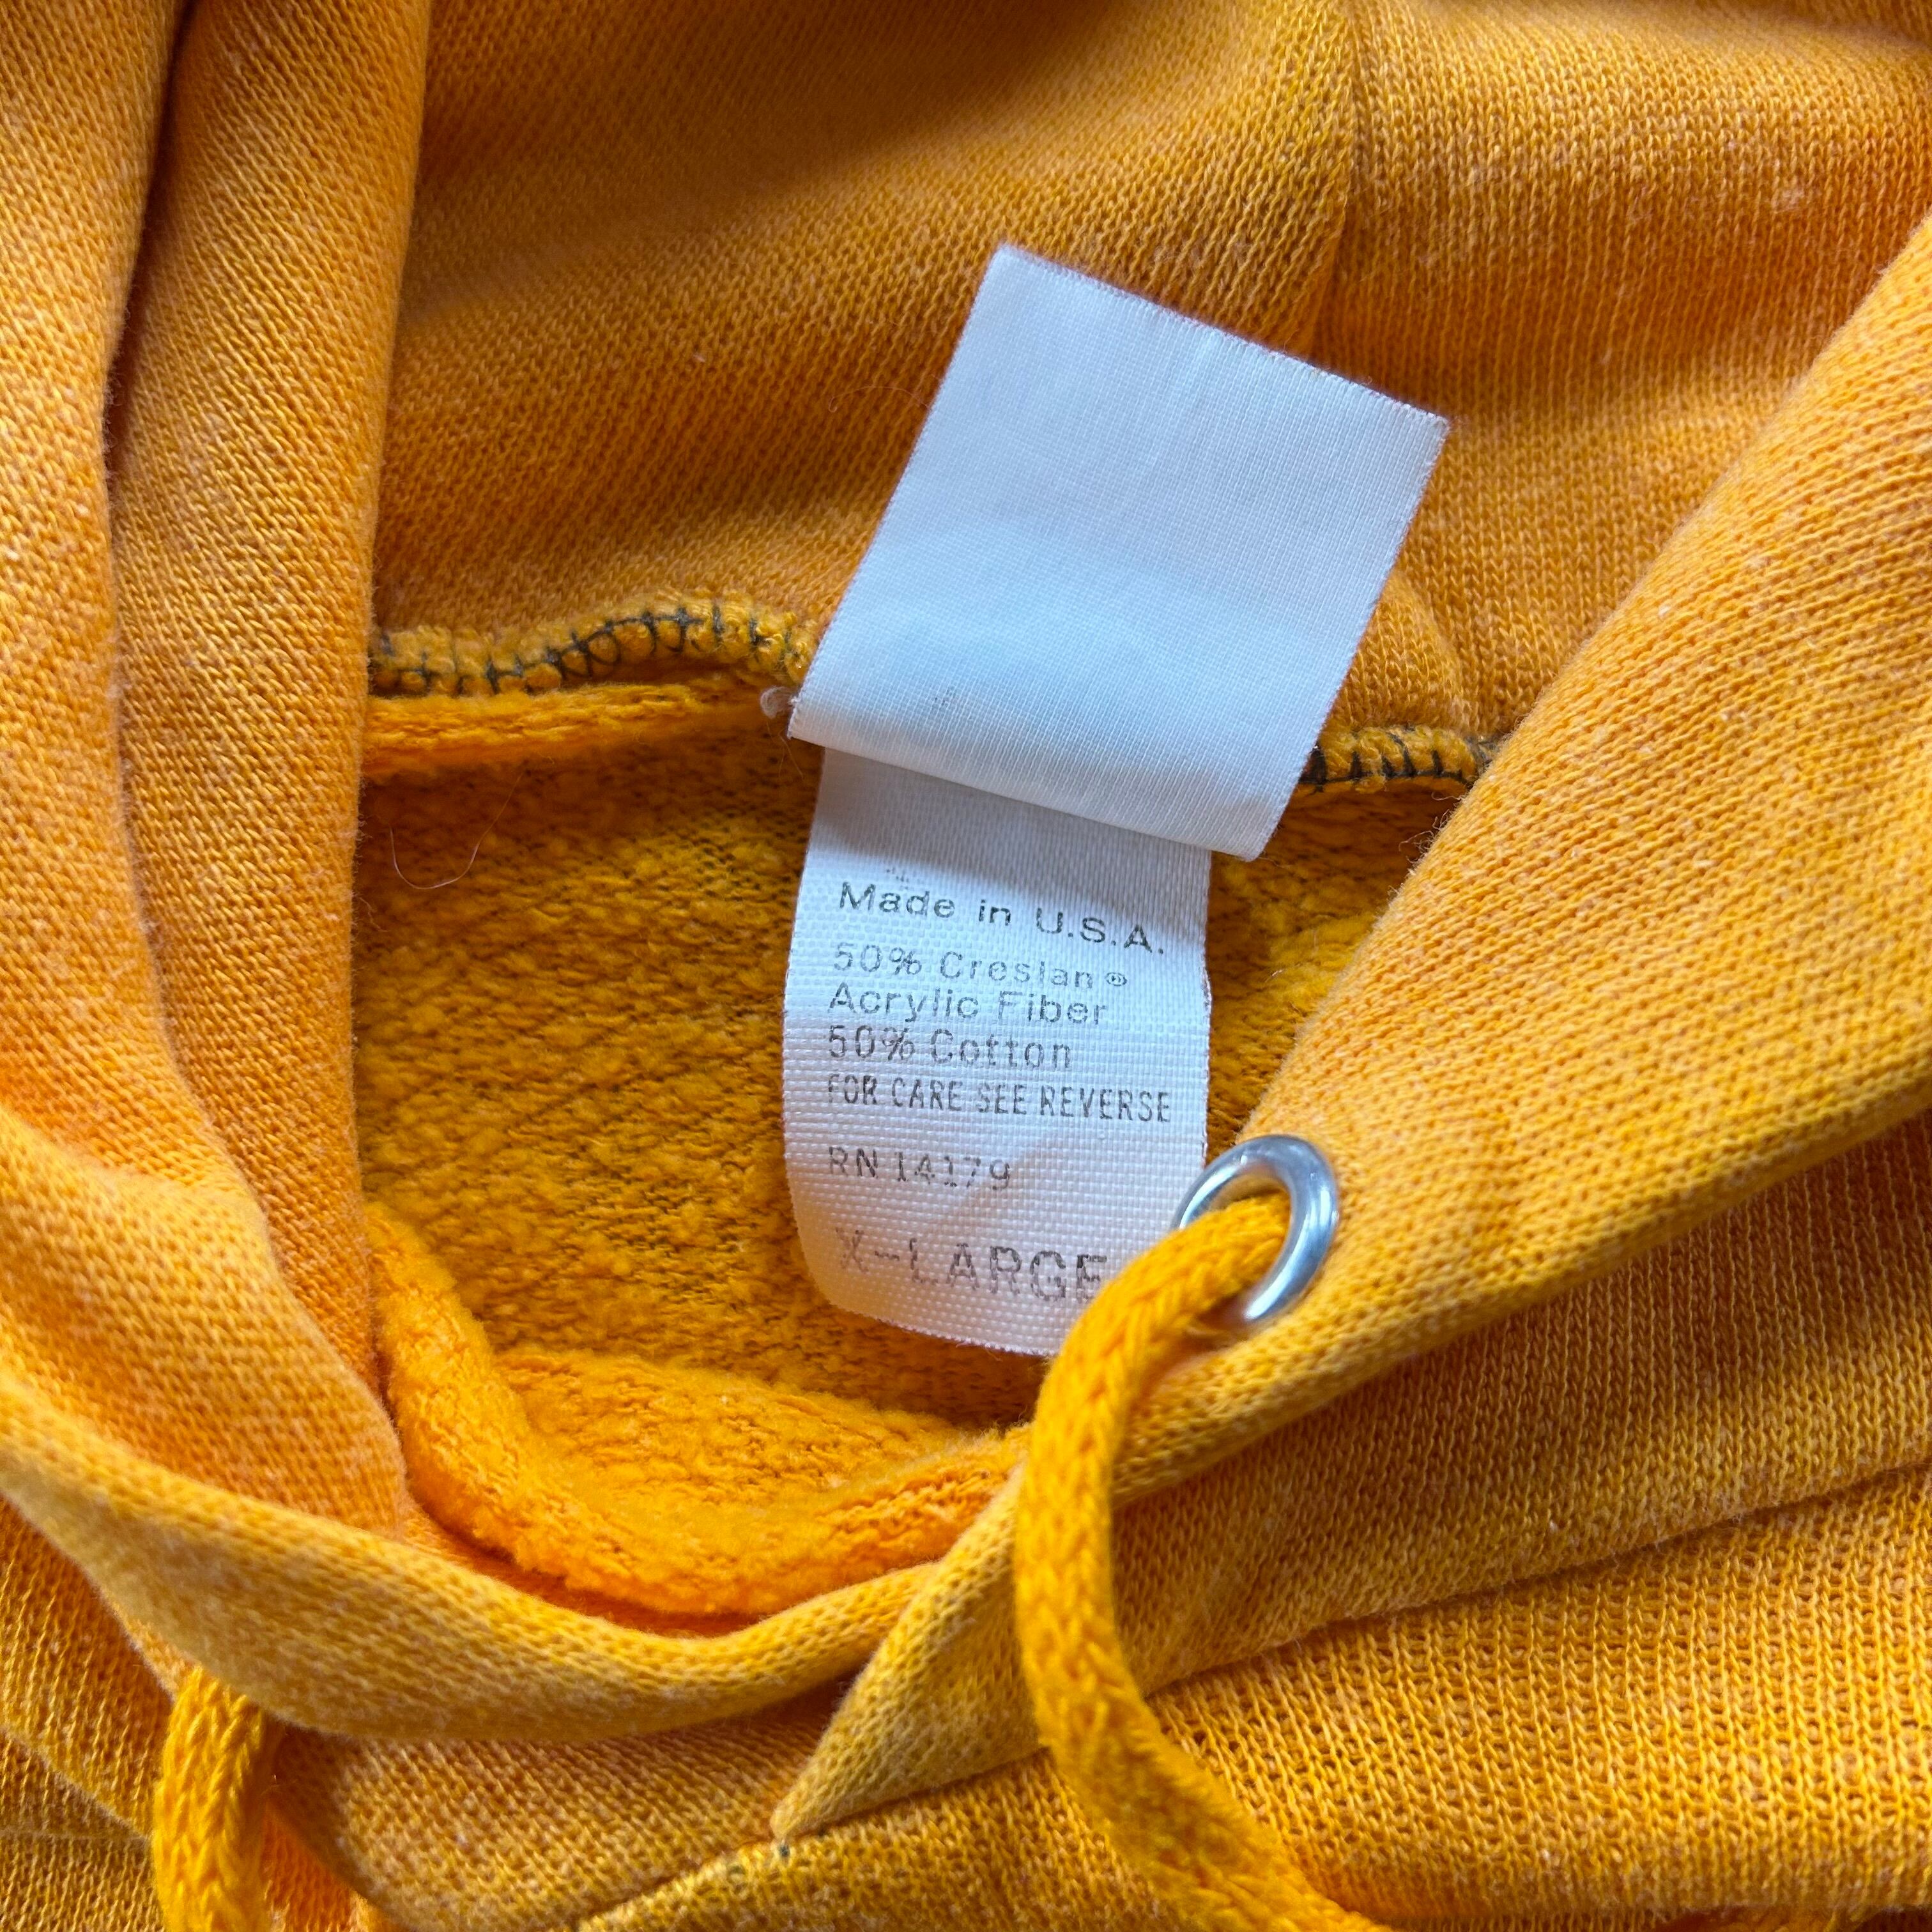 Made in U.S.A.
50% Creslan®
Acrylic Fiber
50% Cotton
FOR CARE SEE REVERSE
RN 14179
X-LARGE